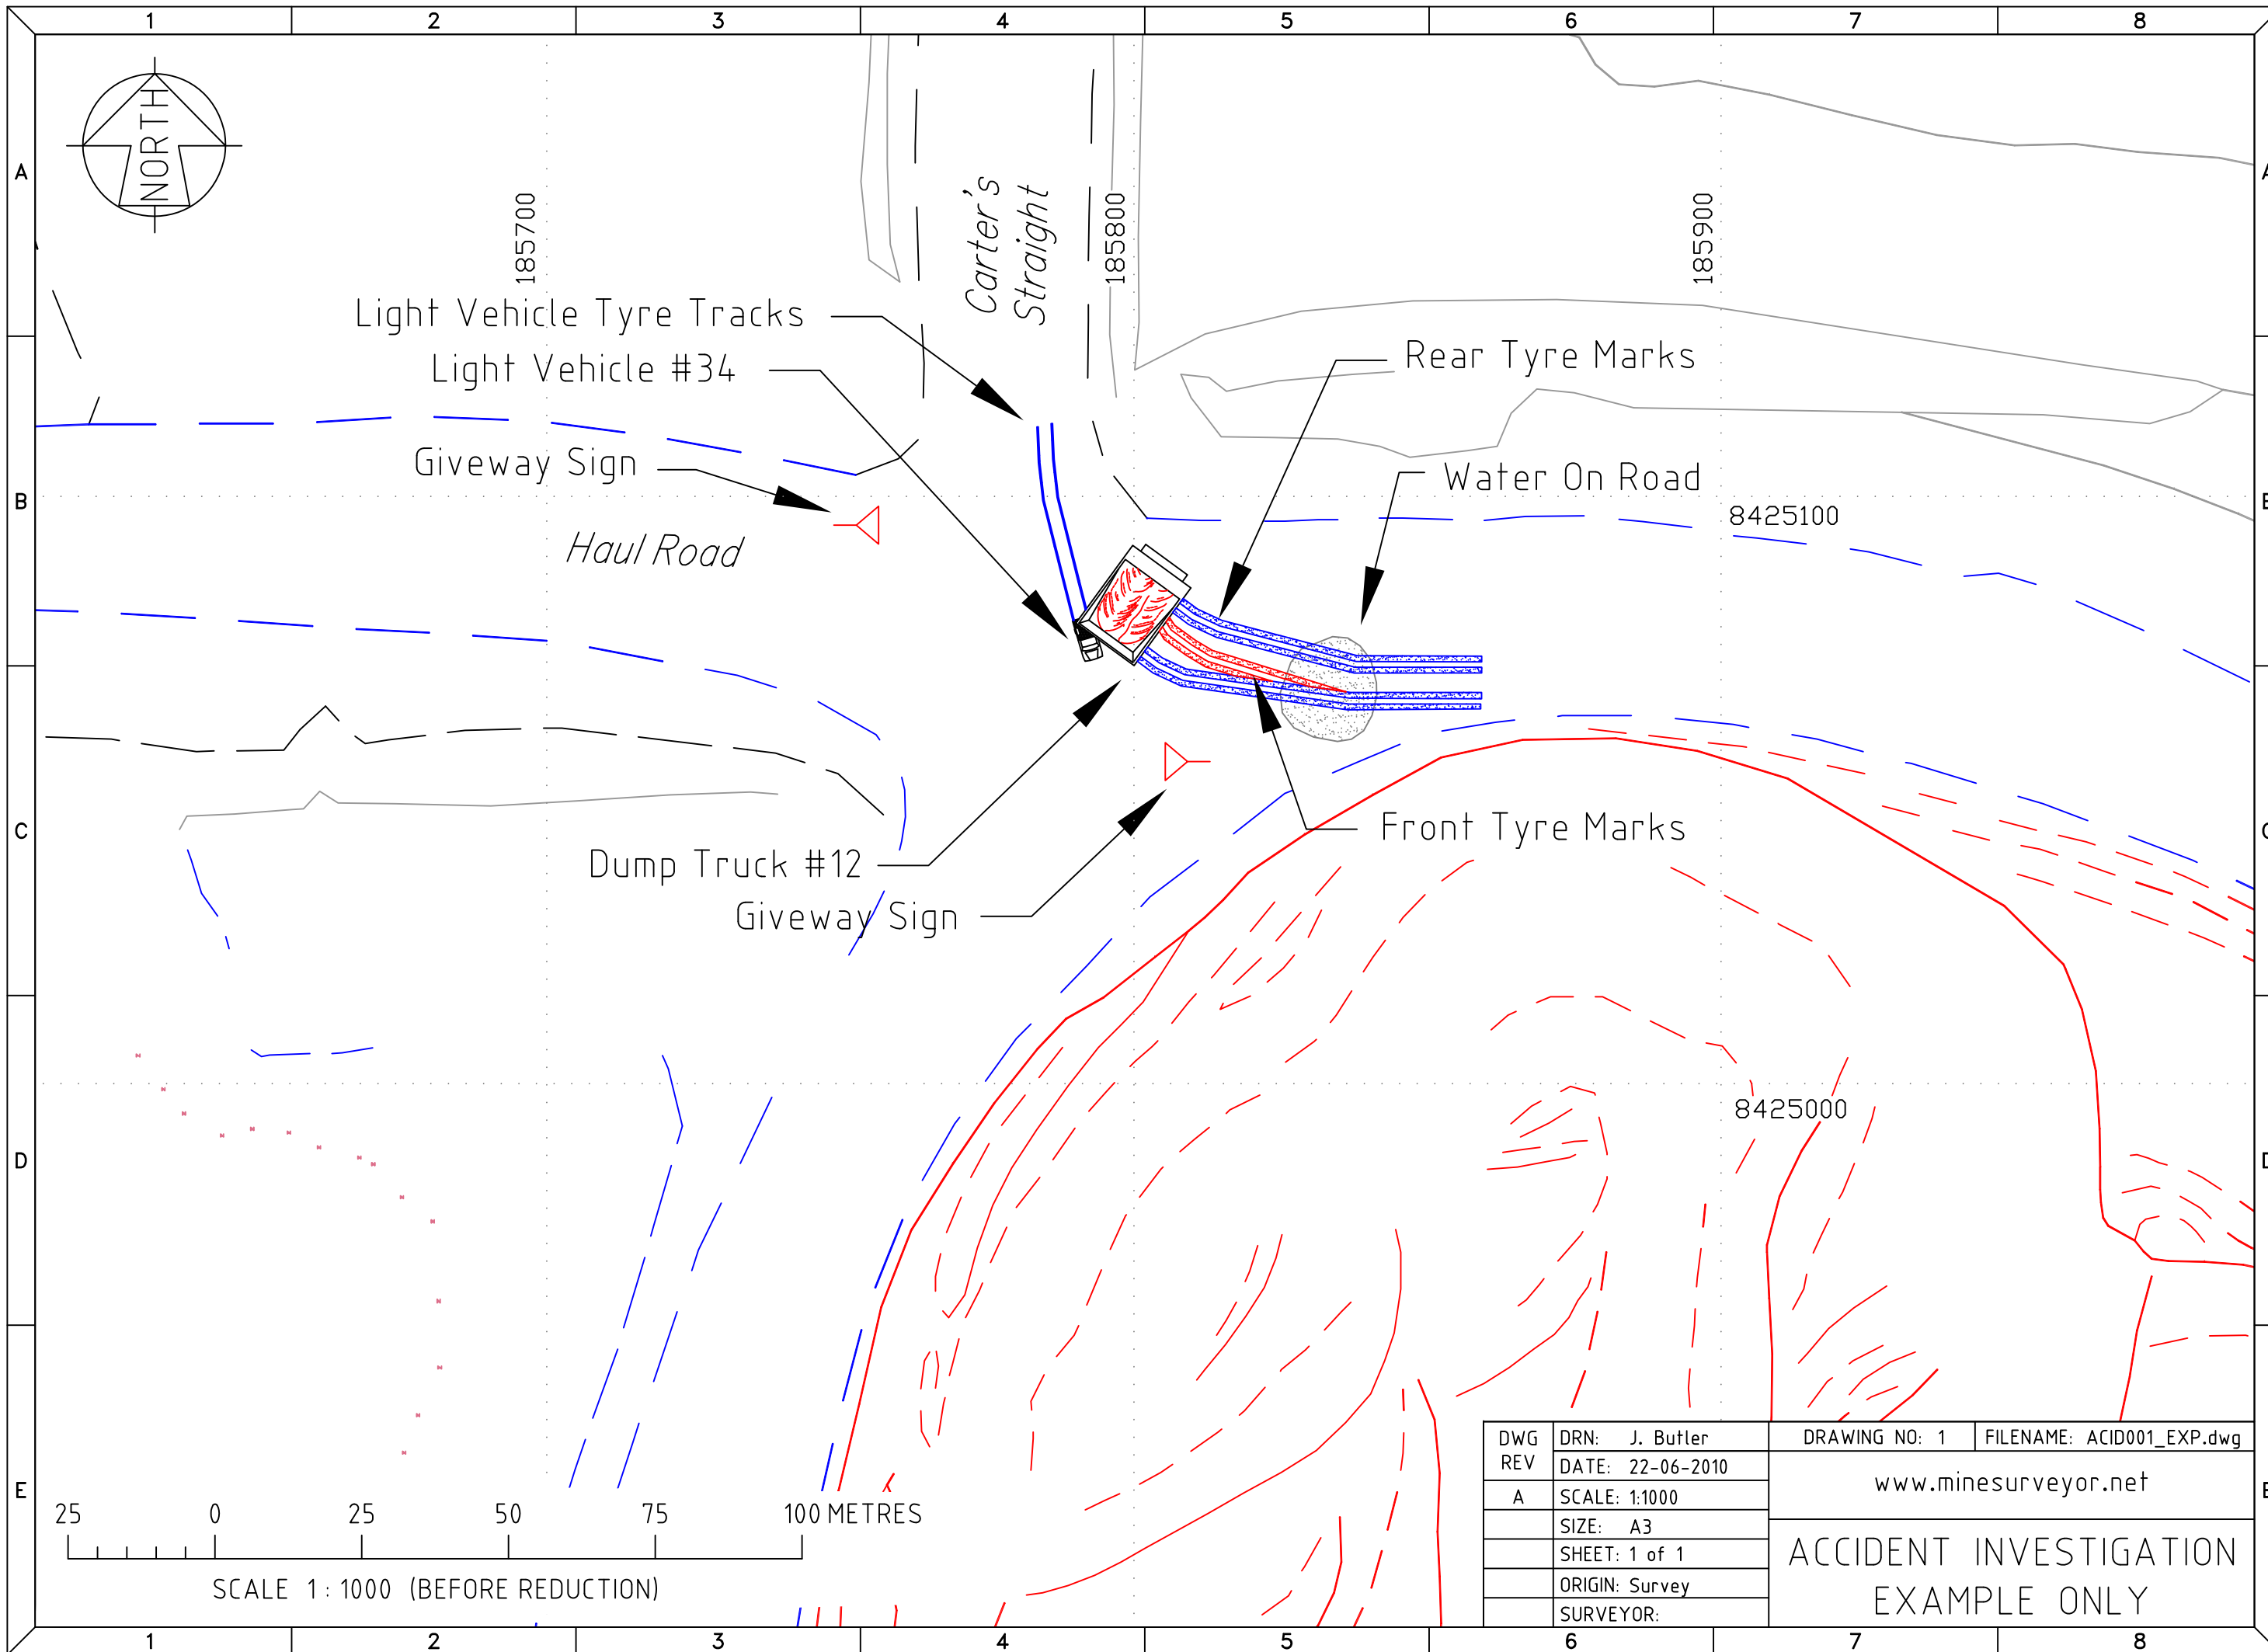 1 2 3 4 5 6 7 8
A
NORTH
185700
Carter's
Straight
185800
185900
Light Vehicle Tyre Tracks
Light Vehicle #34
Rear Tyre Marks
Giveway Sign
Water On Road
B
8425100
Haul Road
C
Front Tyre Marks
Dump Truck #12
Giveway Sign
8425000
D
E
25 0 25 50 75 100 METRES
SCALE 1:1000 (BEFORE REDUCTION)
DWG
REV
A
DRN: J. Butler
DATE: 22-06-2010
SCALE: 1:1000
SIZE: A3
SHEET: 1 of 1
ORIGIN: Survey
SURVEYOR:
DRAWING NO: 1
FILENAME: ACID001_EXP.dwg
www.minesurveyor.net
ACCIDENT INVESTIGATION
EXAMPLE ONLY
1 2 3 4 5 6 7 8